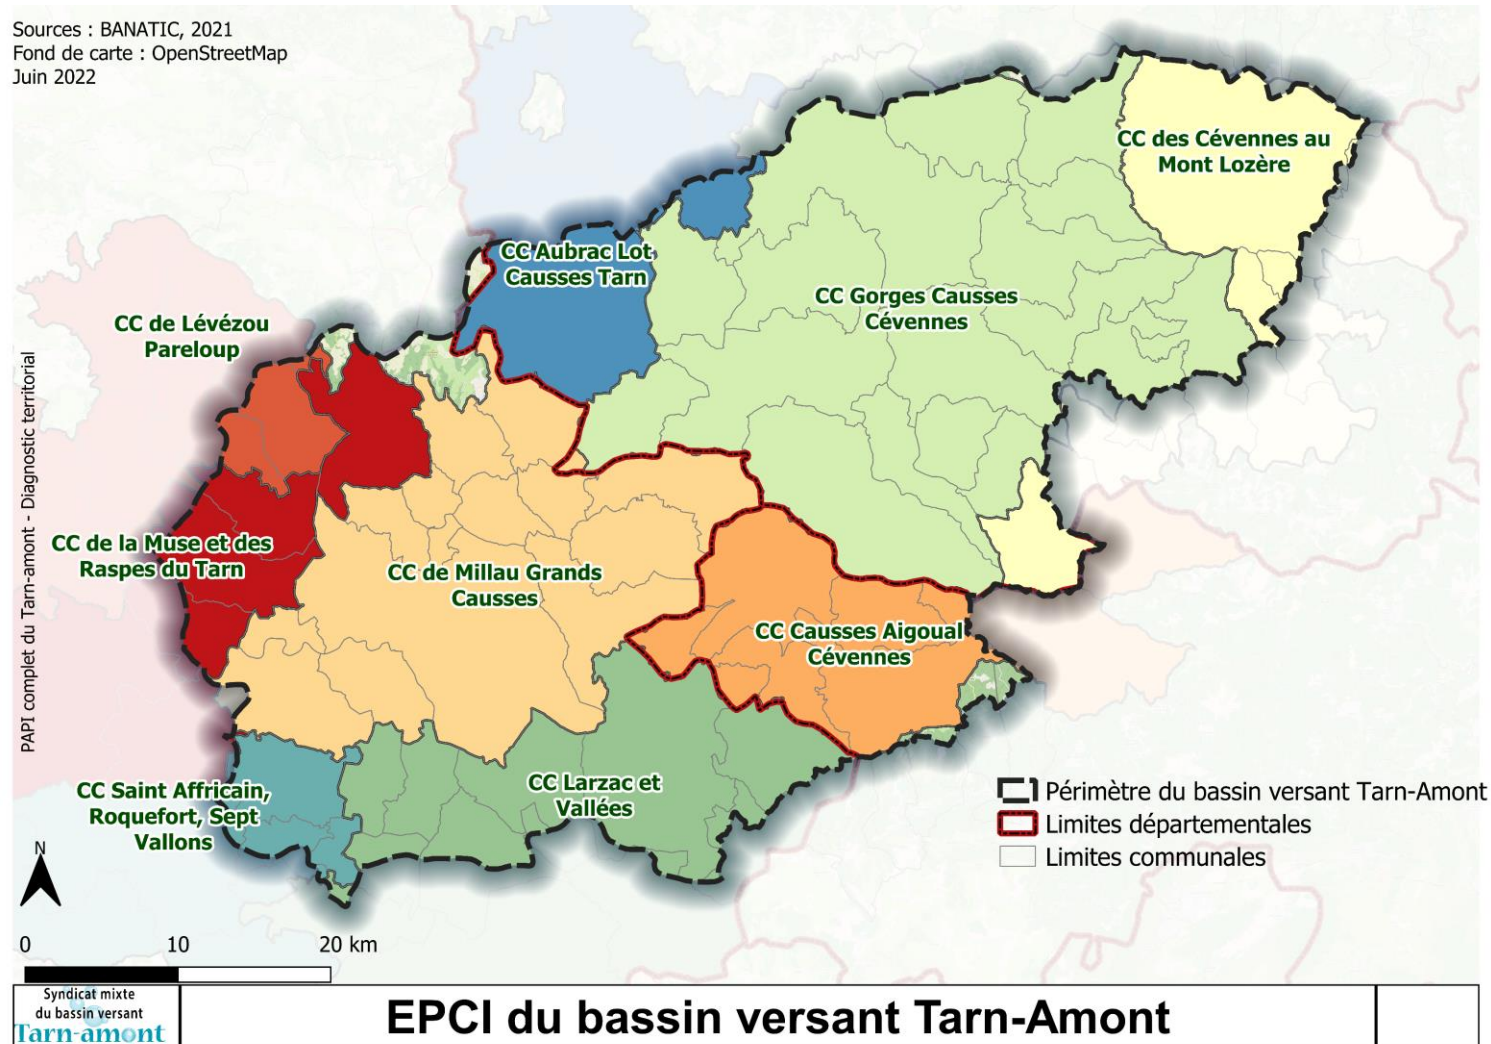 Sources : BANATIC, 2021
Fond de carte : OpenStreetMap
Juin 2022
CC des Cévennes au
Mont Lozère
CC Aubrac Lot
Causses Tarn
CC Gorges Causses
Cévennes
CC de Lévézou
Pareloup
PAPI complet du Tarn-amont - Diagnostic territorial
CC de la Muse et des
Raspes du Tarn
CC de Millau Grands
Causses
CC Causses Aigoual
Cévennes
CC Larzac et
Vallées
CC Saint Affricain,
Roquefort, Sept
Vallons
Périmètre du bassin versant Tarn-Amont
Limites départementales
Limites communales
N
0 10 20 km
Syndicat mixte
du bassin versant
Tarn-amont
EPCI du bassin versant Tarn-Amont